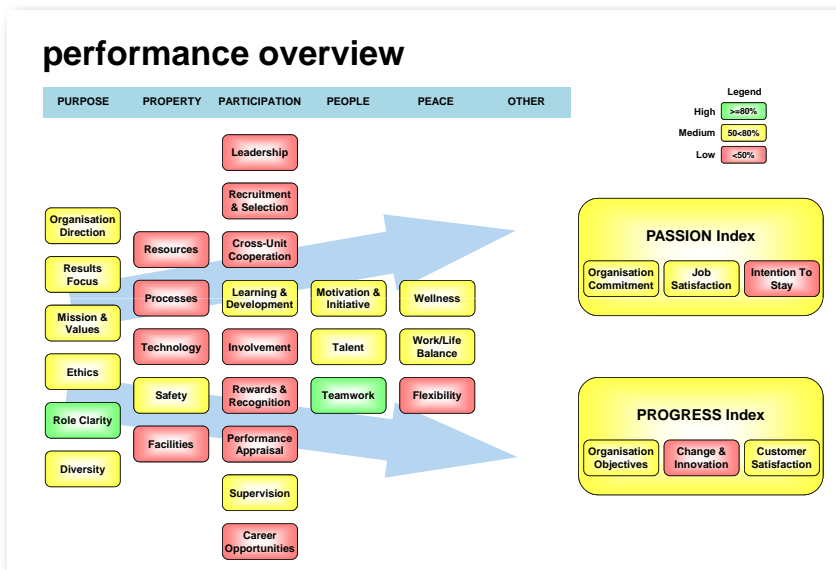 performance overview
PURPOSE PROPERTY PARTICIPATION PEOPLE PEACE OTHER
Legend
High >=80%
Medium 50<80%
Low <50%
Organisation
Direction
Results
Focus
Mission &
Values
Ethics
Role Clarity
Diversity
Resources
Processes
Technology
Safety
Facilities
Leadership
Recruitment
& Selection
Cross-Unit
Cooperation
Learning &
Development
Involvement
Rewards &
Recognition
Performance
Appraisal
Supervision
Career
Opportunities
Motivation &
Initiative
Talent
Teamwork
Wellness
Work/Life
Balance
Flexibility
PASSION Index
Organisation
Commitment
Job
Satisfaction
Intention To
Stay
PROGRESS Index
Organisation
Objectives
Change &
Innovation
Customer
Satisfaction